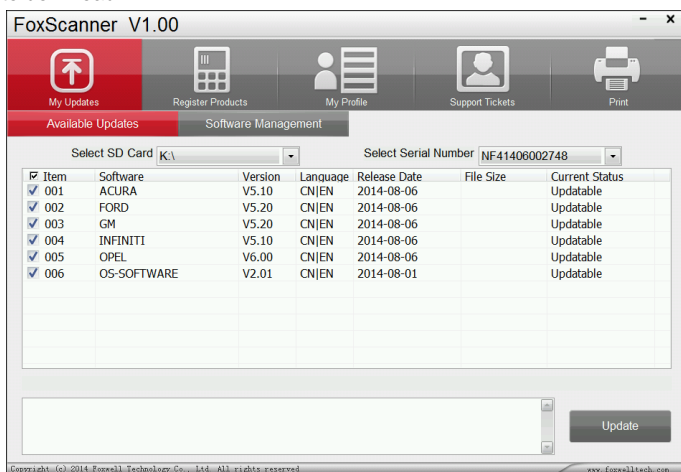 FoxScanner V1.00
My Updates Register Products My Profile Support Tickets Print
Available Updates Software Management
Select SD Card K:\ Select Serial Number NF41406002748
Item Software Version Language Release Date File Size Current Status
001 ACURA V5.10 CN|EN 2014-08-06 Updatable
002 FORD V5.20 CN|EN 2014-08-06 Updatable
003 GM V5.20 CN|EN 2014-08-06 Updatable
004 INFINITI V5.10 CN|EN 2014-08-06 Updatable
005 OPEL V6.00 CN|EN 2014-08-06 Updatable
006 OS-SOFTWARE V2.01 CN|EN 2014-08-01 Updatable
Update
Copyright (c) 2014 Foxwell Technology Co., Ltd. All rights reserved www.foxwelltech.com